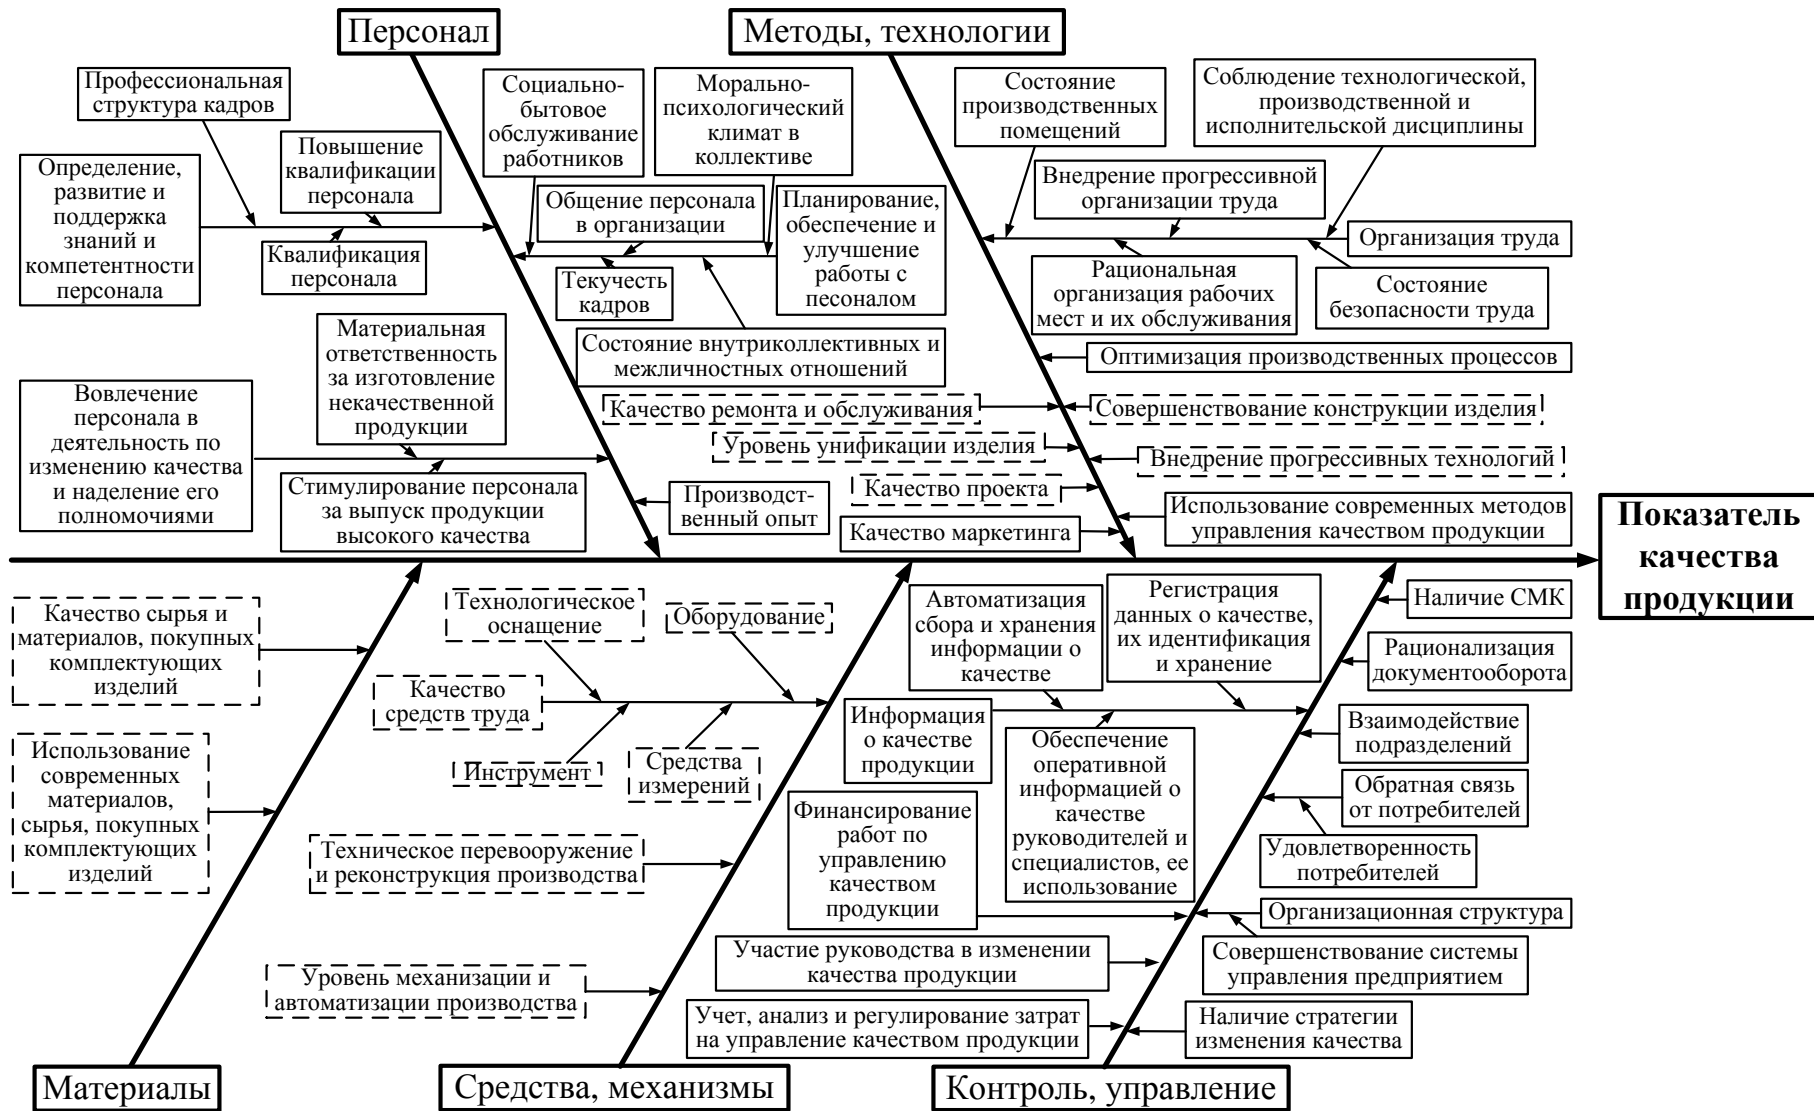 Персонал
Методы, технологии
Профессиональная
структура кадров
Социально-
бытовое
обслуживание
работников
Морально-
психологический
климат в
коллективе
Состояние
производственных
помещений
Соблюдение технологической,
производственной и
исполнительской дисциплины
Определение,
развитие и
поддержка
знаний и
компетентности
персонала
Повышение
квалификации
персонала
Квалификация
персонала
Общение персонала
в организации
Текучесть
кадров
Планирование,
обеспечение и
улучшение
работы с
песоналом
Внедрение прогрессивной
организации труда
Организация труда
Рациональная
организация рабочих
мест и их обслуживания
Состояние
безопасности труда
Материальная
ответственность
за изготовление
некачественной
продукции
Состояние внутриколлективных и
межличностных отношений
Оптимизация производственных процессов
Вовлечение
персонала в
деятельность по
изменению качества
и наделение его
полномочиями
Качество ремонта и обслуживания
Совершенствование конструкции изделия
Уровень унификации изделия
Внедрение прогрессивных технологий
Стимулирование персонала
за выпуск продукции
высокого качества
Производст-
венный опыт
Качество проекта
Качество маркетинга
Использование современных методов
управления качеством продукции
Показатель
качества
продукции
Качество сырья и
материалов, покупных
комплектующих
изделий
Технологическое
оснащение
Оборудование
Автоматизация
сбора и хранения
информации о
качестве
Регистрация
данных о качестве,
их идентификация
и хранение
Наличие СМК
Рационализация
документооборота
Качество
средств труда
Информация
о качестве
продукции
Взаимодействие
подразделений
Использование
современных
материалов,
сырья, покупных
комплектующих
изделий
Инструмент
Средства
измерений
Обеспечение
оперативной
информацией о
качестве
руководителей и
специалистов, ее
использование
Обратная связь
от потребителей
Финансирование
работ по
управлению
качеством
продукции
Удовлетворенность
потребителей
Техническое перевооружение
и реконструкция производства
Организационная структура
Участие руководства в изменении
качества продукции
Совершенствование системы
управления предприятием
Уровень механизации и
автоматизации производства
Учет, анализ и регулирование затрат
на управление качеством продукции
Наличие стратегии
изменения качества
Материалы
Средства, механизмы
Контроль, управление